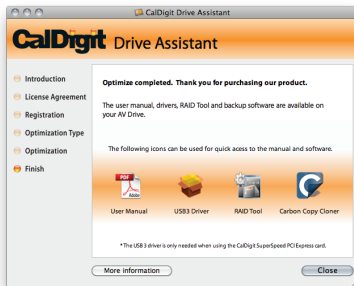 CalDigit Drive Assistant
CalDigit Drive Assistant
Introduction
License Agreement
Registration
Optimization Type
Optimization
Finish
Optimize completed. Thank you for purchasing our product.
The user manual, drivers, RAID Tool and backup software are available on
your AV Drive.
The following icons can be used for quick acess to the manual and software.
PDF
Adobe
User Manual
USB3 Driver
RAID Tool
Carbon Copy Cloner
*The USB 3 driver is only needed when using the CalDigit SuperSpeed PCI Express card.
More information
Close